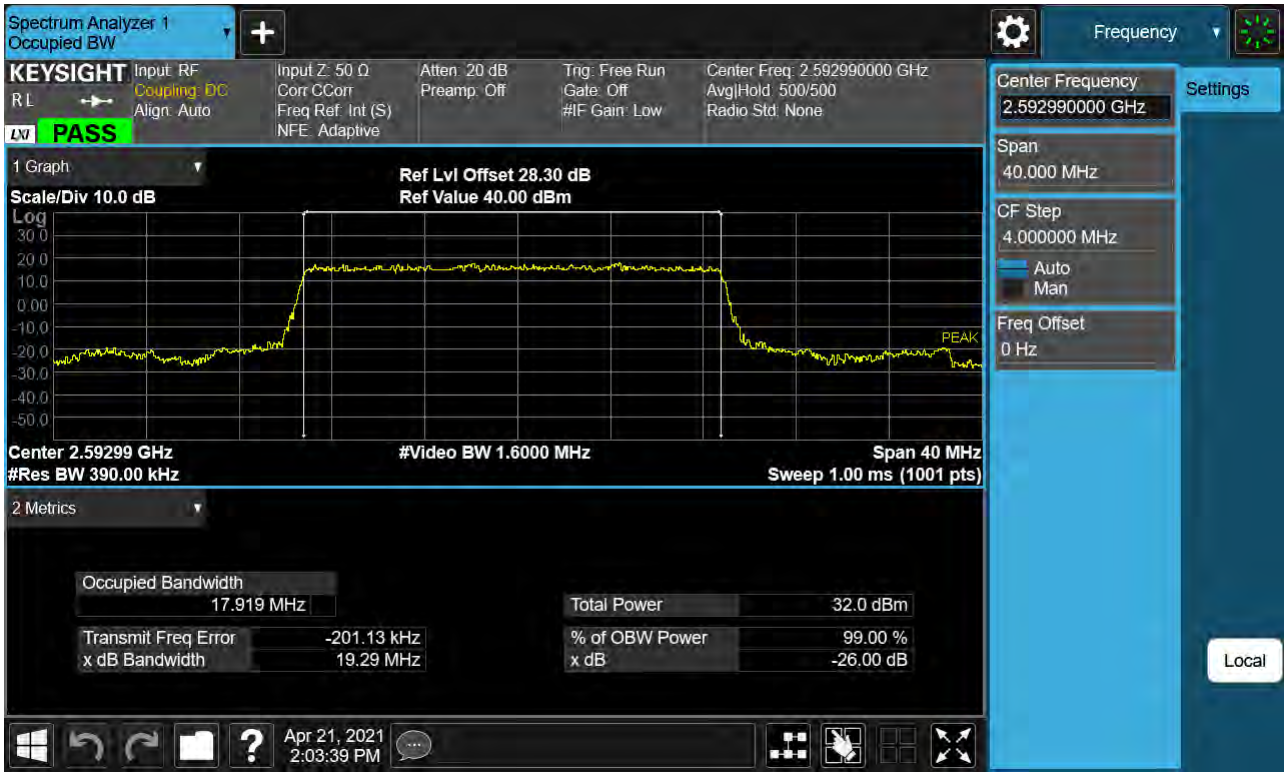 Spectrum Analyzer 1
Occupied BW
+
Frequency
KEYSIGHT
RL
LXI
PASS
Input: RF
Coupling: DC
Align: Auto
Input Z: 50 Ω
Corr CCorr
Freq Ref: Int (S)
NFE: Adaptive
Atten: 20 dB
Preamp: Off
Trig: Free Run
Gate: Off
#IF Gain: Low
Center Freq: 2.592990000 GHz
Avg|Hold: 500/500
Radio Std: None
1 Graph
Scale/Div 10.0 dB
Ref Lvl Offset 28.30 dB
Ref Value 40.00 dBm
Log
30.0
20.0
10.0
0.00
-10.0
-20.0
-30.0
-40.0
-50.0
PEAK
Center 2.59299 GHz
#Video BW 1.6000 MHz
Span 40 MHz
#Res BW 390.00 kHz
Sweep 1.00 ms (1001 pts)
2 Metrics
Occupied Bandwidth
17.919 MHz
Total Power 32.0 dBm
Transmit Freq Error -201.13 kHz
% of OBW Power 99.00 %
x dB Bandwidth 19.29 MHz
x dB -26.00 dB
Center Frequency
2.592990000 GHz
Span
40.000 MHz
CF Step
4.000000 MHz
Auto
Man
Freq Offset
0 Hz
Settings
Local
?
Apr 21, 2021
2:03:39 PM